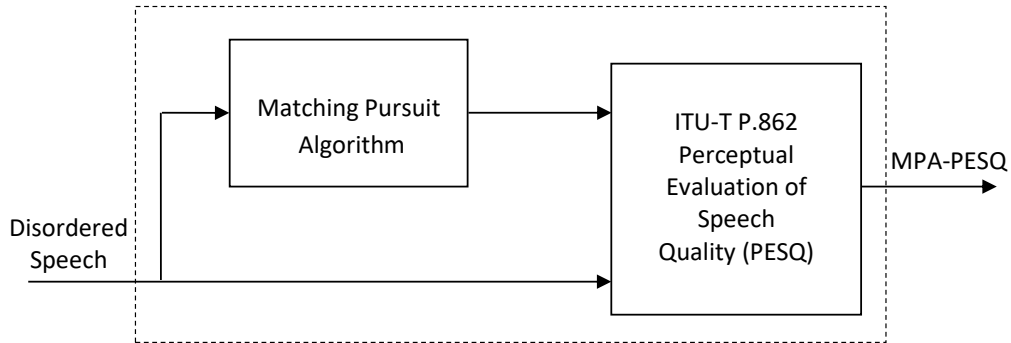 Matching Pursuit
Algorithm
ITU-T P.862
Perceptual
Evaluation of
Speech
Quality (PESQ)
MPA-PESQ
Disordered
Speech